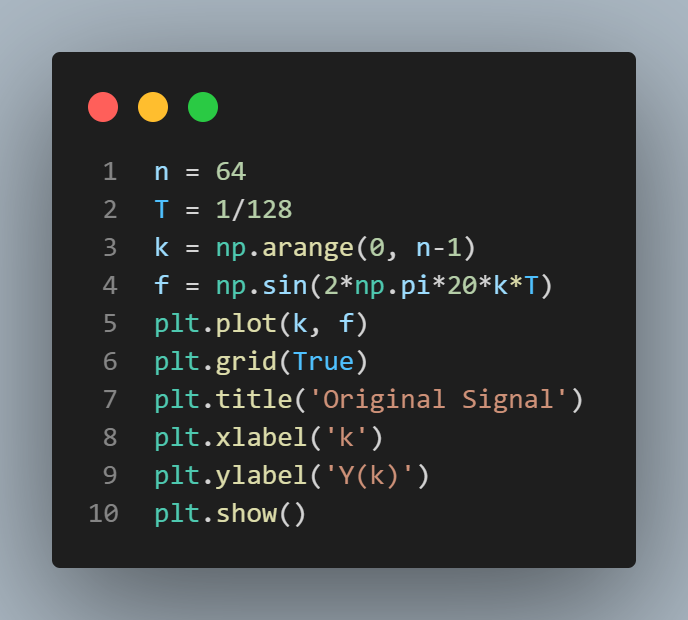 1 n = 64
2 T = 1/128
3 k = np.arange(0, n-1)
4 f = np.sin(2*np.pi*20*k*T)
5 plt.plot(k, f)
6 plt.grid(True)
7 plt.title('Original Signal')
8 plt.xlabel('k')
9 plt.ylabel('Y(k)')
10 plt.show()